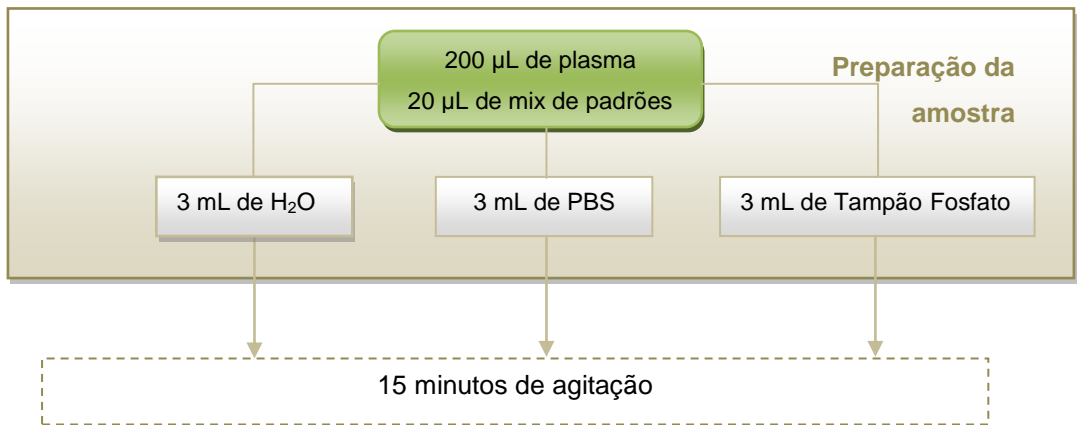 200 µL de plasma
20 µL de mix de padrões
Preparação da
amostra
3 mL de H₂O
3 mL de PBS
3 mL de Tampão Fosfato
15 minutos de agitação